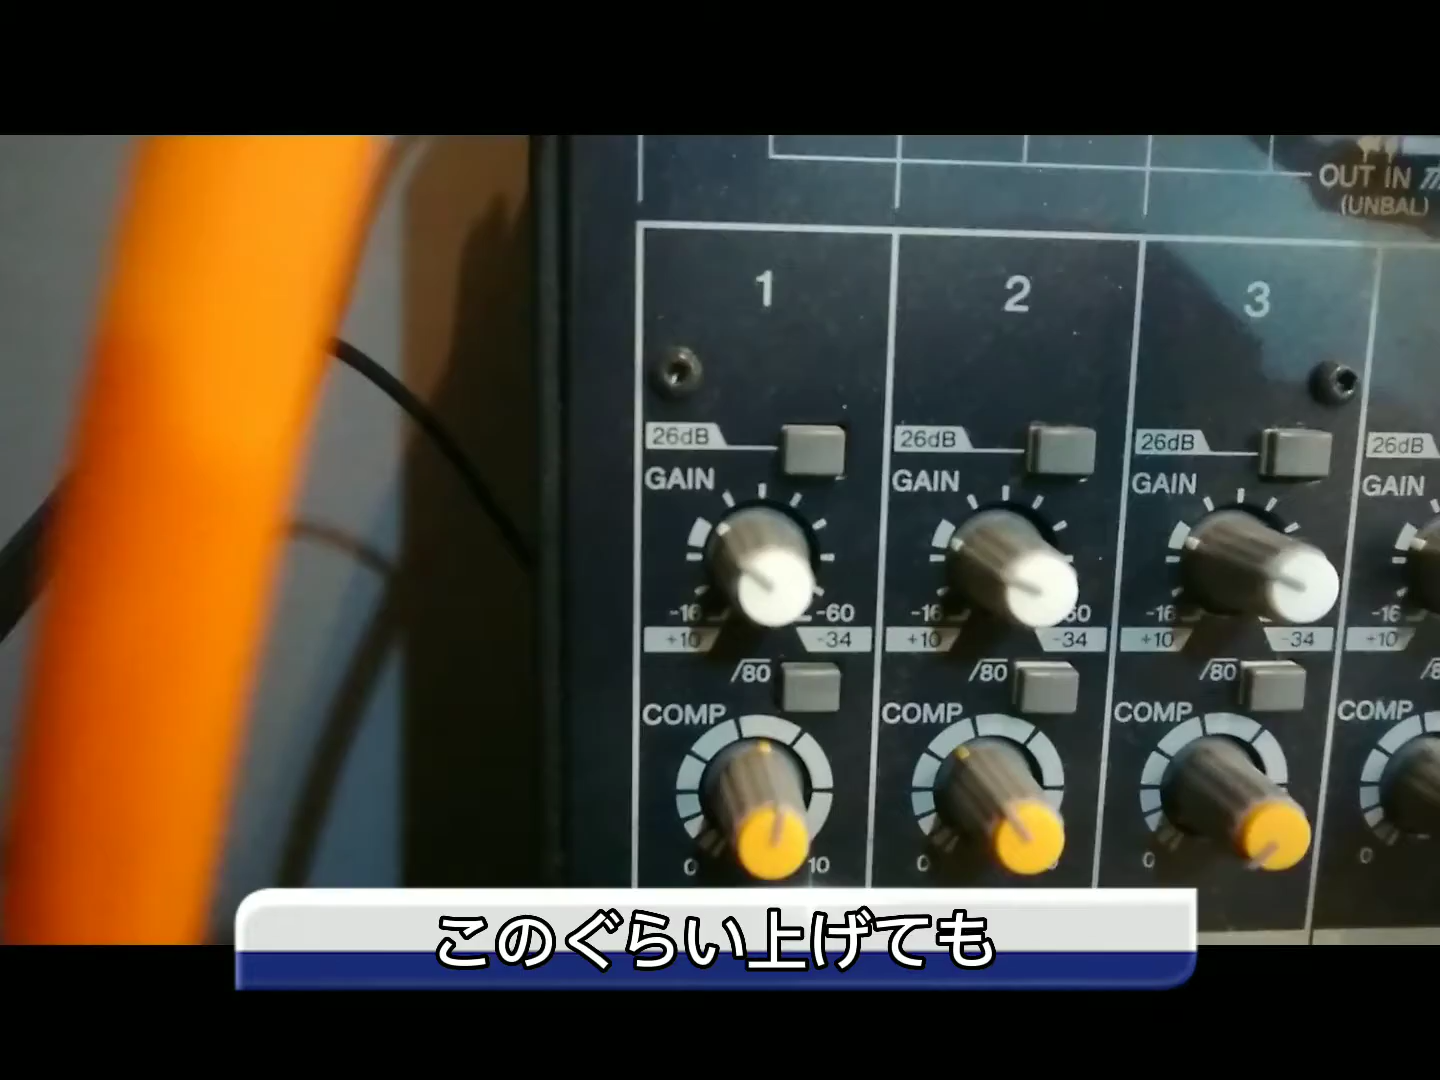 OUT IN
(UNBAL)
1 2 3
26dB 26dB 26dB 26dB
GAIN GAIN GAIN GAIN
-16 -60 -16 60 -16 -16
+10 -34 +10 -34 +10 -34 +10
/80 /80 /80
COMP COMP COMP COMP
0 10 0 0 0
このぐらい上げても